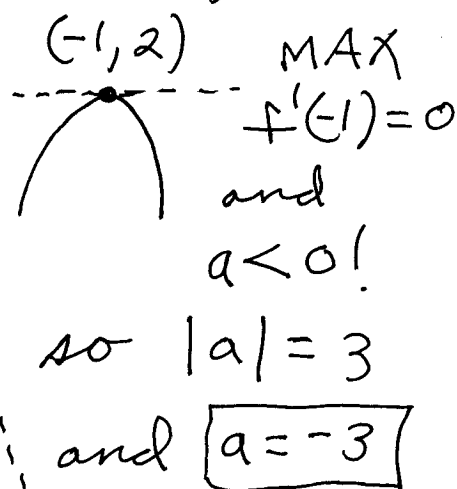 (-1, 2)
MAX
f'(-1) = 0
and
a < 0!
so |a| = 3
and a = -3